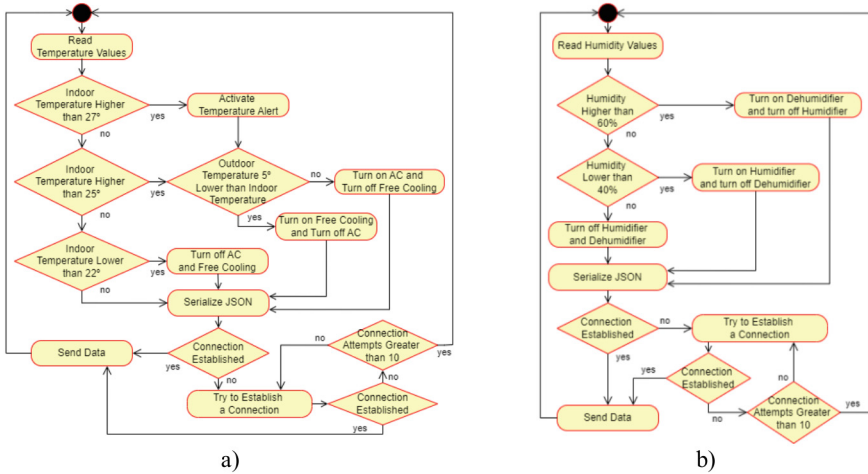 Read
Temperature Values
Indoor
Temperature Higher
than 27º
yes
no
Activate
Temperature Alert
Indoor
Temperature Higher
than 25º
yes
no
Outdoor
Temperature 5º
Lower than Indoor
Temperature
no
yes
Turn on AC and
Turn off Free Cooling
Turn on Free Cooling
and Turn off AC
Indoor
Temperature Lower
than 22º
yes
no
Turn off AC
and Free Cooling
Serialize JSON
Connection
Established
yes
no
Send Data
Try to Establish
a Connection
Connection
Established
yes
no
Connection
Attempts Greater
than 10
no
yes
a)
Read Humidity Values
Humidity
Higher than
60%
yes
no
Turn on Dehumidifier
and turn off Humidifier
Humidity
Lower than
40%
yes
no
Turn on Humidifier
and turn off Dehumidifier
Turn off Humidifier
and Dehumidifier
Serialize JSON
Connection
Established
no
yes
Try to Establish
a Connection
Connection
Established
yes
no
Connection
Attempts Greater
than 10
no
yes
Send Data
b)